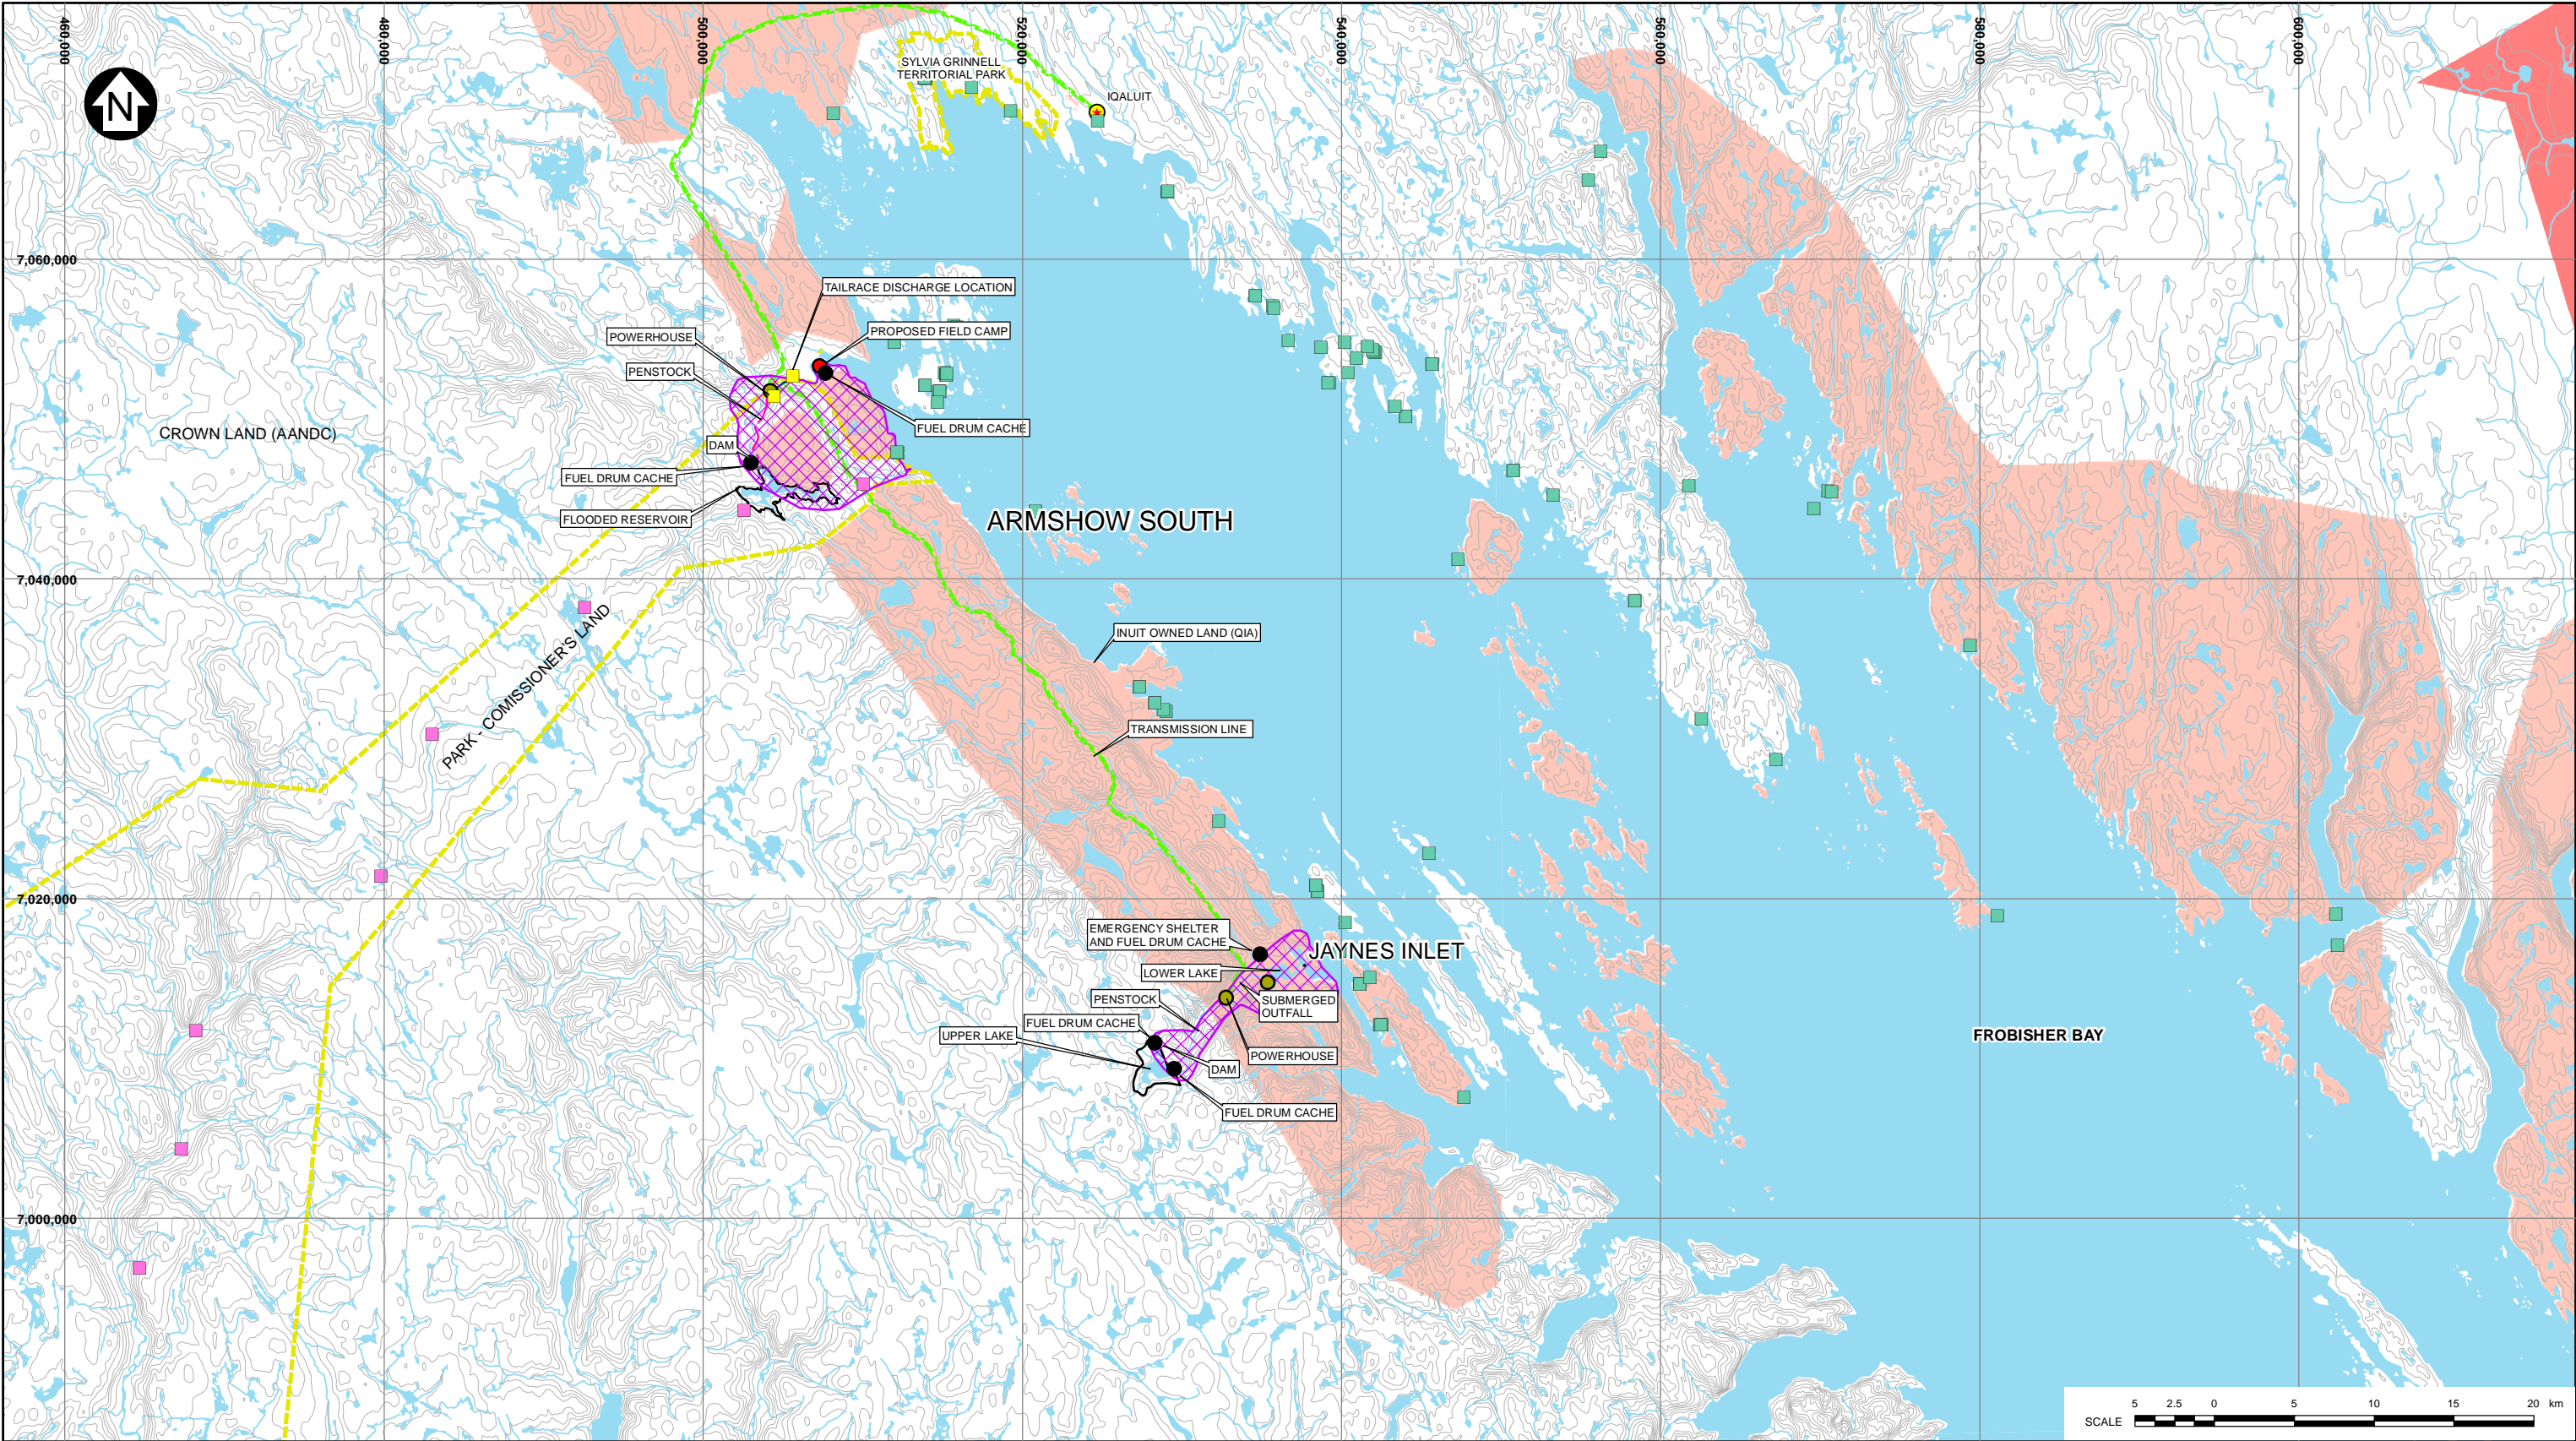 460,000
480,000
500,000
520,000
540,000
560,000
580,000
600,000
N
SYLVIA GRINNELL
TERRITORIAL PARK
IQALUIT
7,060,000
TAILRACE DISCHARGE LOCATION
PROPOSED FIELD CAMP
POWERHOUSE
PENSTOCK
FUEL DRUM CACHE
CROWN LAND (AANDC)
DAM
FUEL DRUM CACHE
FLOODED RESERVOIR
ARMSHOW SOUTH
7,040,000
INUIT OWNED LAND (QIA)
PARK - COMISSIONER'S LAND
TRANSMISSION LINE
7,020,000
EMERGENCY SHELTER
AND FUEL DRUM CACHE
JAYNES INLET
LOWER LAKE
PENSTOCK
SUBMERGED
OUTFALL
FUEL DRUM CACHE
UPPER LAKE
FROBISHER BAY
POWERHOUSE
DAM
FUEL DRUM CACHE
7,000,000
5 2.5 0 5 10 15 20 km
SCALE